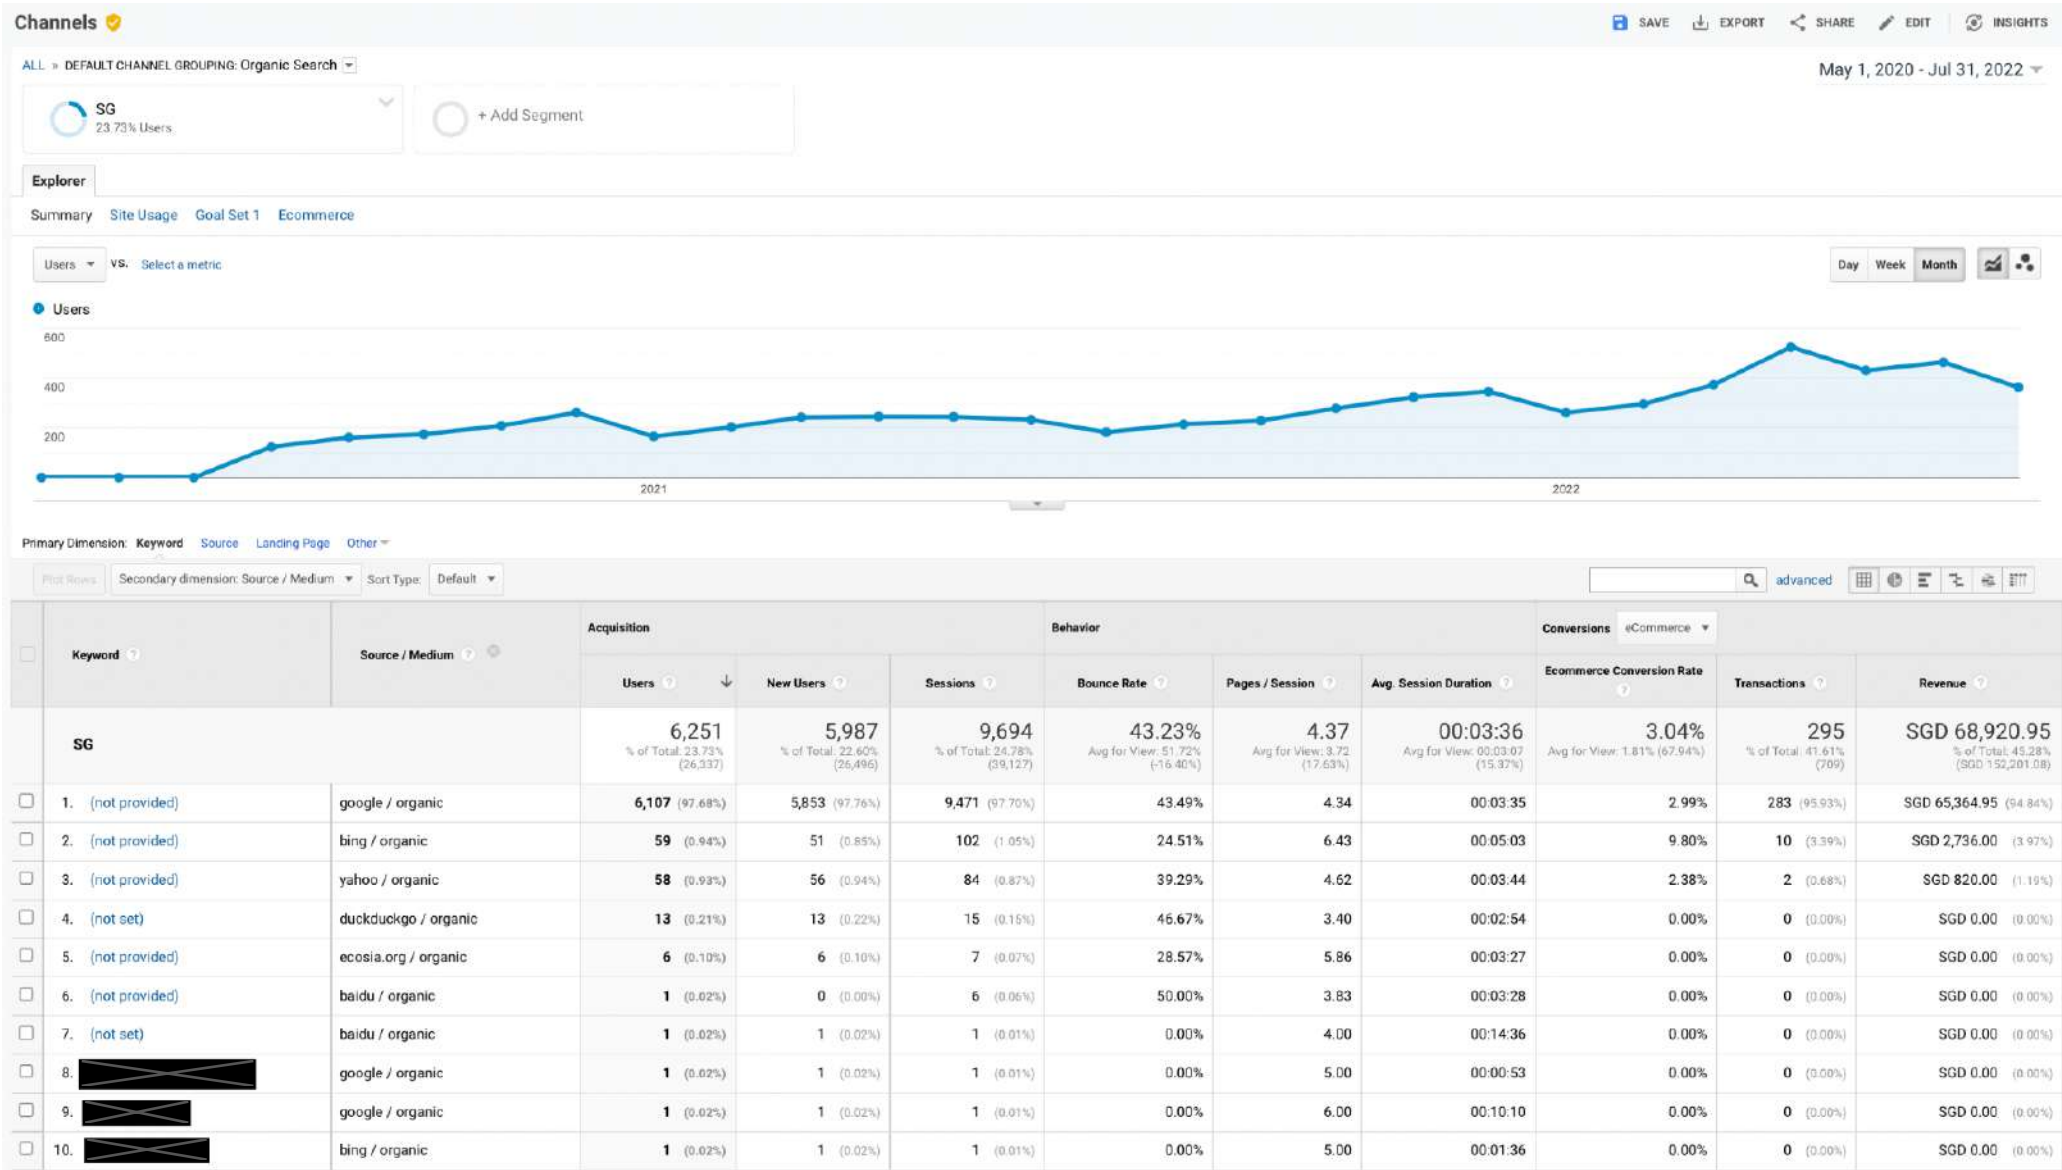 Channels
SAVE EXPORT SHARE EDIT INSIGHTS
ALL » DEFAULT CHANNEL GROUPING: Organic Search
May 1, 2020 - Jul 31, 2022
SG
23.73% Users
+ Add Segment
Explorer
Summary Site Usage Goal Set 1 Ecommerce
Users VS. Select a metric
Day Week Month
Users
600
400
200
2021 2022
Primary Dimension: Keyword Source Landing Page Other
Plot Rows Secondary dimension: Source / Medium Sort Type: Default advanced
Acquisition Behavior Conversions eCommerce
Keyword Source / Medium Users New Users Sessions Bounce Rate Pages / Session Avg. Session Duration Ecommerce Conversion Rate Transactions Revenue
SG 6,251 5,987 9,694 43.23% 4.37 00:03:36 3.04% 295 SGD 68,920.95
% of Total: 23.73% % of Total: 22.60% % of Total: 24.78% Avg for View: 51.72% Avg for View: 3.72 Avg for View: 00:03:07 Avg for View: 1.81% (67.94%) % of Total: 41.61% % of Total: 45.28%
(26,337) (26,496) (39,127) (-16.40%) (17.63%) (15.37%) (709) (SGD 152,201.08)
1. (not provided) google / organic 6,107 (97.68%) 5,853 (97.76%) 9,471 (97.70%) 43.49% 4.34 00:03:35 2.99% 283 (95.93%) SGD 65,364.95 (94.84%)
2. (not provided) bing / organic 59 (0.94%) 51 (0.85%) 102 (1.05%) 24.51% 6.43 00:05:03 9.80% 10 (3.39%) SGD 2,736.00 (3.97%)
3. (not provided) yahoo / organic 58 (0.93%) 56 (0.94%) 84 (0.87%) 39.29% 4.62 00:03:44 2.38% 2 (0.68%) SGD 820.00 (1.19%)
4. (not set) duckduckgo / organic 13 (0.21%) 13 (0.22%) 15 (0.15%) 46.67% 3.40 00:02:54 0.00% 0 (0.00%) SGD 0.00 (0.00%)
5. (not provided) ecosia.org / organic 6 (0.10%) 6 (0.10%) 7 (0.07%) 28.57% 5.86 00:03:27 0.00% 0 (0.00%) SGD 0.00 (0.00%)
6. (not provided) baidu / organic 1 (0.02%) 0 (0.00%) 6 (0.06%) 50.00% 3.83 00:03:28 0.00% 0 (0.00%) SGD 0.00 (0.00%)
7. (not set) baidu / organic 1 (0.02%) 1 (0.02%) 1 (0.01%) 0.00% 4.00 00:14:36 0.00% 0 (0.00%) SGD 0.00 (0.00%)
8. google / organic 1 (0.02%) 1 (0.02%) 1 (0.01%) 0.00% 5.00 00:00:53 0.00% 0 (0.00%) SGD 0.00 (0.00%)
9. google / organic 1 (0.02%) 1 (0.02%) 1 (0.01%) 0.00% 6.00 00:10:10 0.00% 0 (0.00%) SGD 0.00 (0.00%)
10. bing / organic 1 (0.02%) 1 (0.02%) 1 (0.01%) 0.00% 5.00 00:01:36 0.00% 0 (0.00%) SGD 0.00 (0.00%)